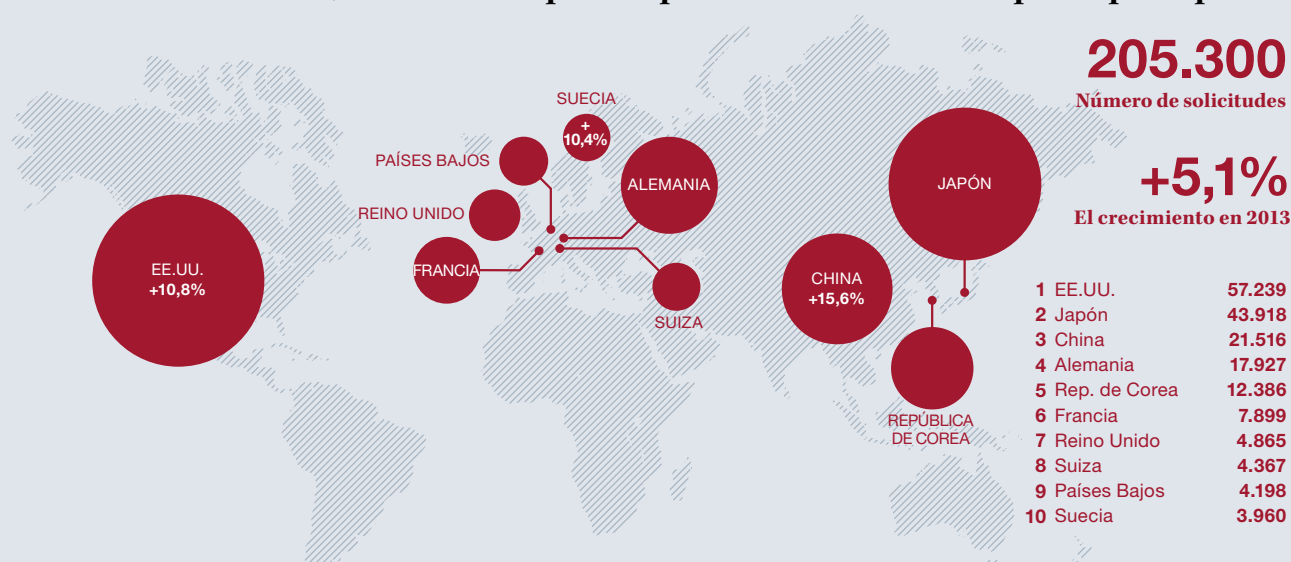 205.300
Número de solicitudes
+5,1%
El crecimiento en 2013
SUECIA
+
10,4%
PAÍSES BAJOS
ALEMANIA
REINO UNIDO
FRANCIA
SUIZA
EE.UU.
+10,8%
JAPÓN
CHINA
+15,6%
REPÚBLICA
DE COREA
1 EE.UU. 57.239
2 Japón 43.918
3 China 21.516
4 Alemania 17.927
5 Rep. de Corea 12.386
6 Francia 7.899
7 Reino Unido 4.865
8 Suiza 4.367
9 Países Bajos 4.198
10 Suecia 3.960